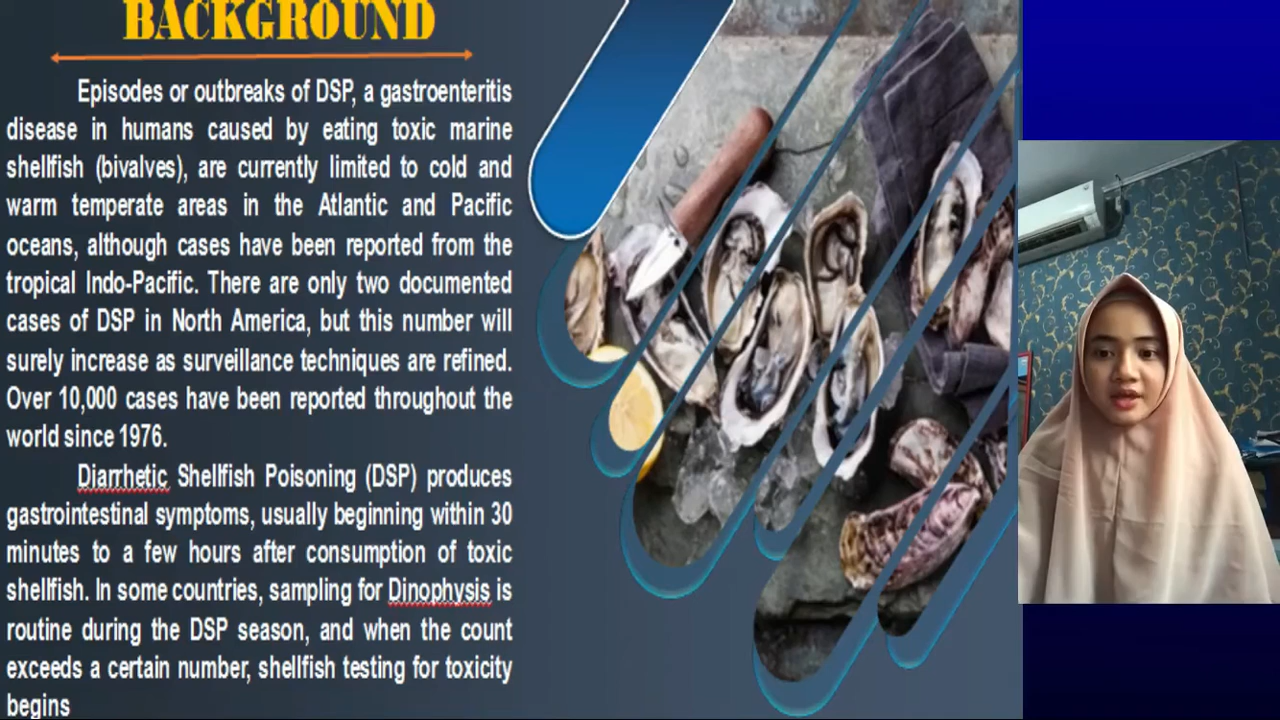 BACKGROUND
Episodes or outbreaks of DSP, a gastroenteritis
disease in humans caused by eating toxic marine
shellfish (bivalves), are currently limited to cold and
warm temperate areas in the Atlantic and Pacific
oceans, although cases have been reported from the
tropical Indo-Pacific. There are only two documented
cases of DSP in North America, but this number will
surely increase as surveillance techniques are refined.
Over 10,000 cases have been reported throughout the
world since 1976.
Diarrhetic Shellfish Poisoning (DSP) produces
gastrointestinal symptoms, usually beginning within 30
minutes to a few hours after consumption of toxic
shellfish. In some countries, sampling for Dinophysis is
routine during the DSP season, and when the count
exceeds a certain number, shellfish testing for toxicity
begins